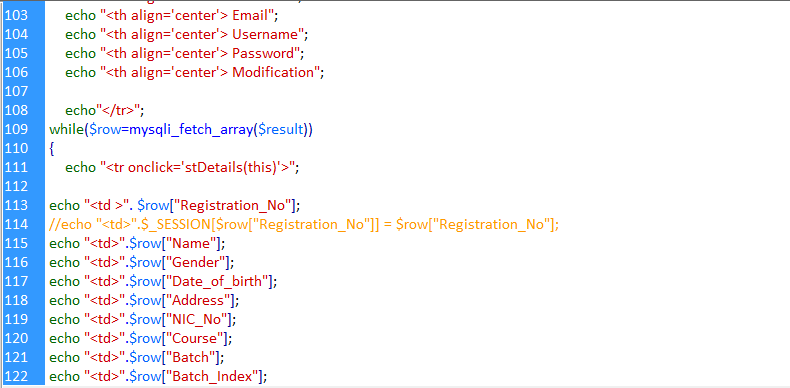 103 echo "<th align='center'> Email";
104 echo "<th align='center'> Username";
105 echo "<th align='center'> Password";
106 echo "<th align='center'> Modification";
107
108 echo"</tr>";
109 while($row=mysqli_fetch_array($result))
110 {
111 echo "<tr onclick='stDetails(this)'>";
112
113 echo "<td >". $row["Registration_No"];
114 //echo "<td>".$_SESSION[$row["Registration_No"]] = $row["Registration_No"];
115 echo "<td>".$row["Name"];
116 echo "<td>".$row["Gender"];
117 echo "<td>".$row["Date_of_birth"];
118 echo "<td>".$row["Address"];
119 echo "<td>".$row["NIC_No"];
120 echo "<td>".$row["Course"];
121 echo "<td>".$row["Batch"];
122 echo "<td>".$row["Batch_Index"];